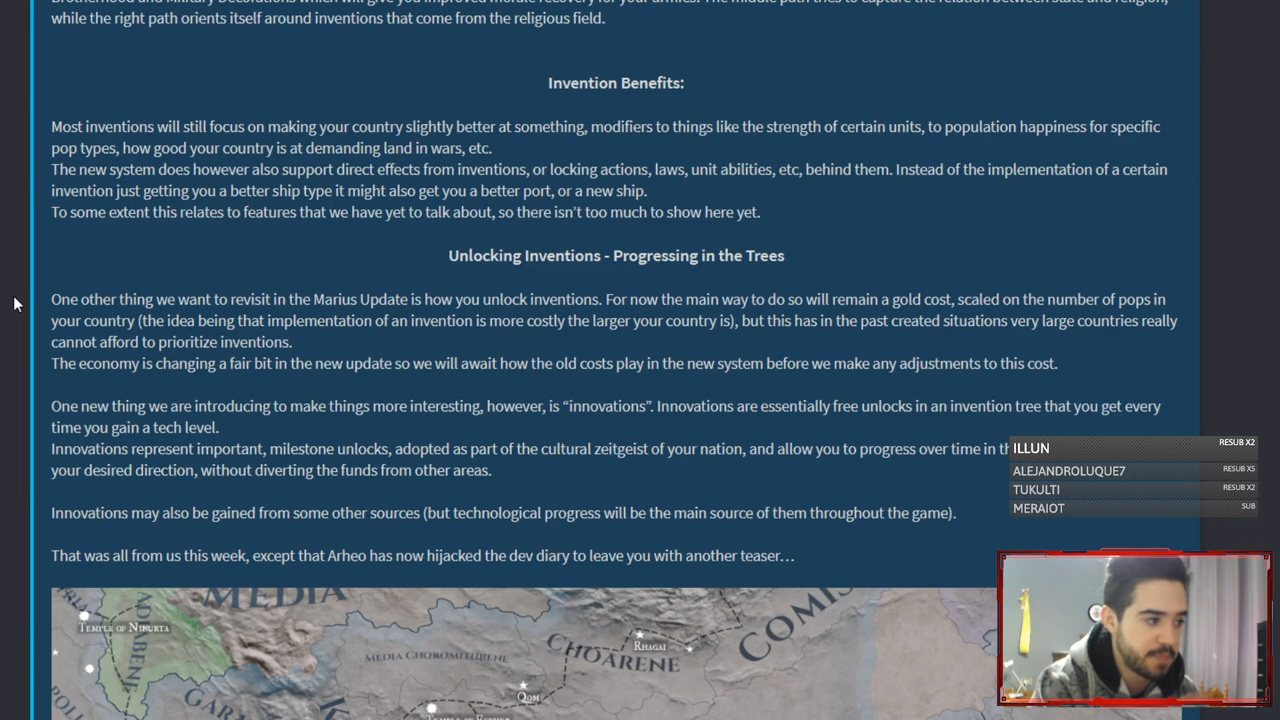 Brotherhood and Military Decorations which will give you improved morale recovery for your armies. The middle path tries to capture the relation between state and religion,
while the right path orients itself around inventions that come from the religious field.
Invention Benefits:
Most inventions will still focus on making your country slightly better at something, modifiers to things like the strength of certain units, to population happiness for specific
pop types, how good your country is at demanding land in wars, etc.
The new system does however also support direct effects from inventions, or locking actions, laws, unit abilities, etc, behind them. Instead of the implementation of a certain
invention just getting you a better ship type it might also get you a better port, or a new ship.
To some extent this relates to features that we have yet to talk about, so there isn't too much to show here yet.
Unlocking Inventions - Progressing in the Trees
One other thing we want to revisit in the Marius Update is how you unlock inventions. For now the main way to do so will remain a gold cost, scaled on the number of pops in
your country (the idea being that implementation of an invention is more costly the larger your country is), but this has in the past created situations very large countries really
cannot afford to prioritize inventions.
The economy is changing a fair bit in the new update so we will await how the old costs play in the new system before we make any adjustments to this cost.
One new thing we are introducing to make things more interesting, however, is “innovations”. Innovations are essentially free unlocks in an invention tree that you get every
time you gain a tech level.
Innovations represent important, milestone unlocks, adopted as part of the cultural zeitgeist of your nation, and allow you to progress over time in th
your desired direction, without diverting the funds from other areas.
Innovations may also be gained from some other sources (but technological progress will be the main source of them throughout the game).
That was all from us this week, except that Arheo has now hijacked the dev diary to leave you with another teaser…
ILLUN RESUB X2
ALEJANDROLUQUE7 RESUB X5
TUKULTI RESUB X2
MERAIOT SUB
MEDIA
TEMPLE OF NINURTA
ADIABENE
MEDIA CHOROMITHRENE
CHOARENE
RHAGAI
COMIS
QOM